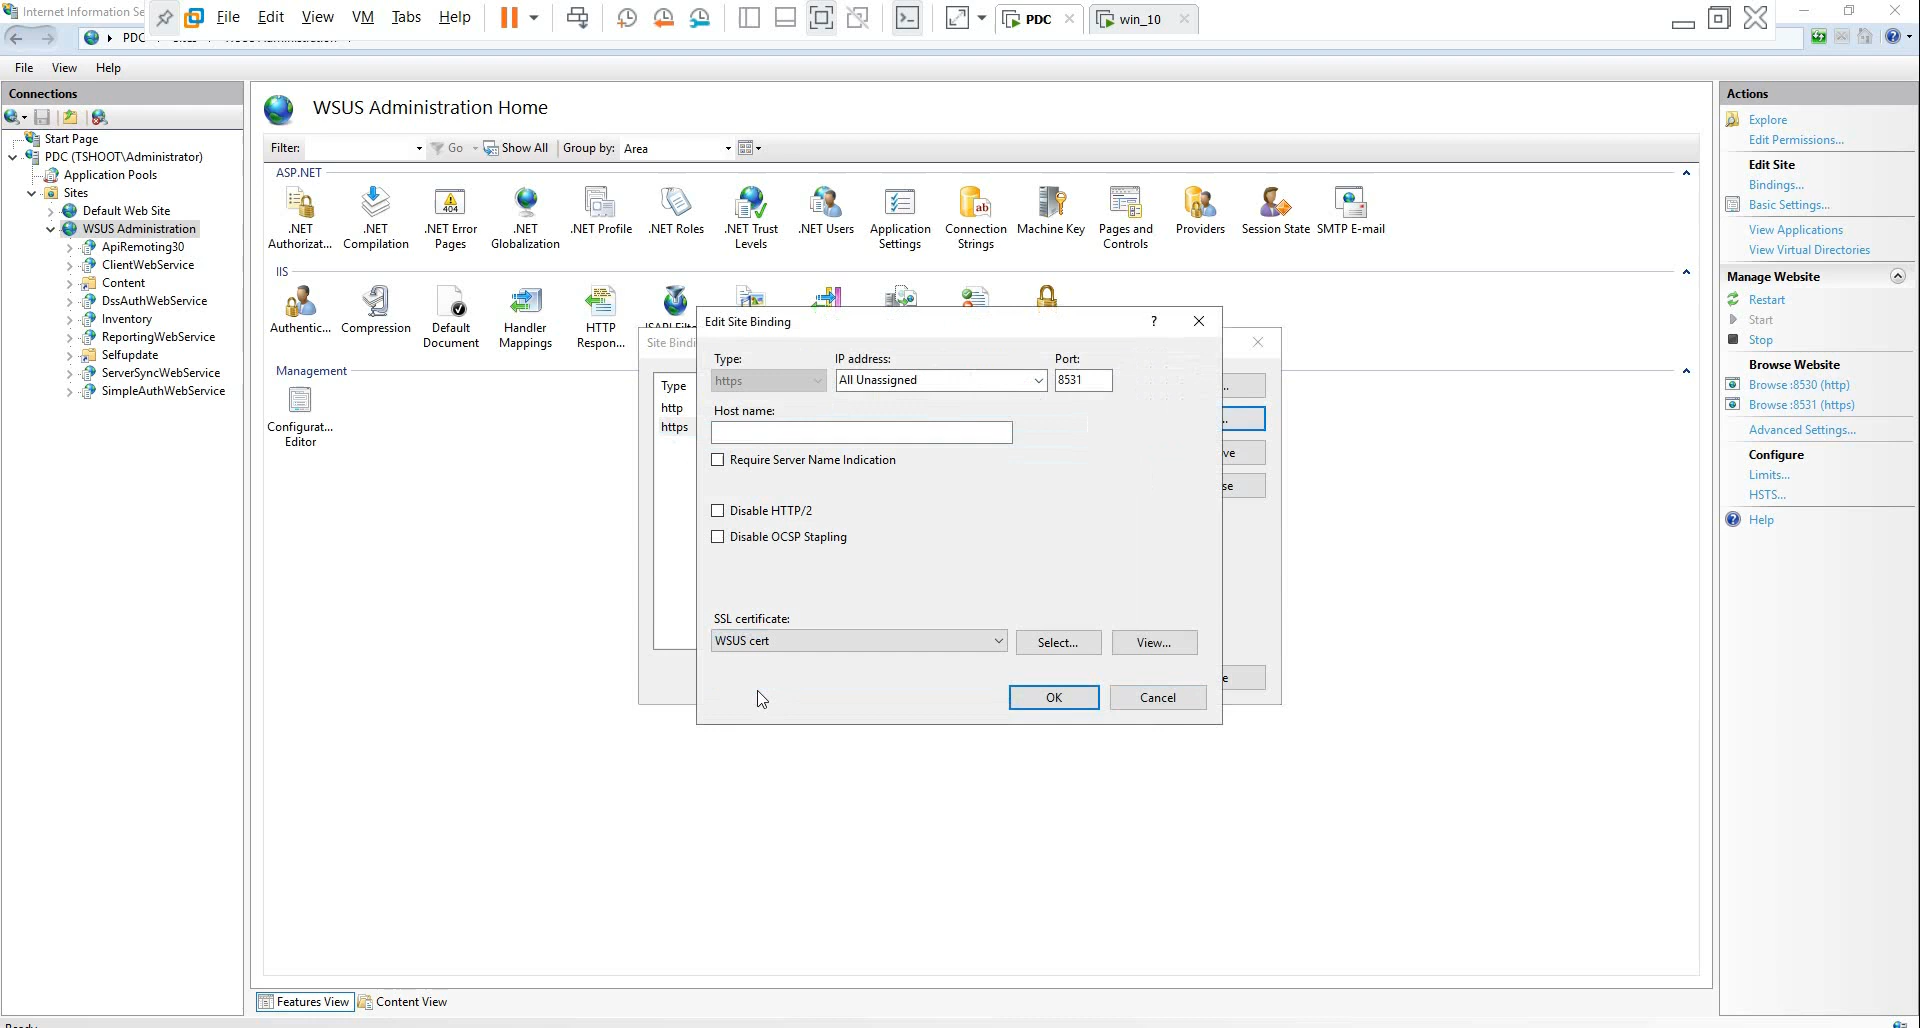 Internet Information Se
File Edit View VM Tabs Help
PDC
win_10
PDC
File View Help
Connections
Start Page
PDC (TSHOOT\Administrator)
Application Pools
Sites
Default Web Site
WSUS Administration
ApiRemoting30
ClientWebService
Content
DssAuthWebService
Inventory
ReportingWebService
Selfupdate
ServerSyncWebService
SimpleAuthWebService
WSUS Administration Home
Filter: Go Show All Group by: Area
ASP.NET
.NET Authorizat...
.NET Compilation
.NET Error Pages
.NET Globalization
.NET Profile
.NET Roles
.NET Trust Levels
.NET Users
Application Settings
Connection Strings
Machine Key
Pages and Controls
Providers
Session State
SMTP E-mail
IIS
Authentic...
Compression
Default Document
Handler Mappings
HTTP Respon...
Management
Configurat... Editor
Site Bindi
Type
http
https
...
...
ve
se
e
Edit Site Binding
?
Type: IP address: Port:
https All Unassigned 8531
Host name:
Require Server Name Indication
Disable HTTP/2
Disable OCSP Stapling
SSL certificate:
WSUS cert Select... View...
OK Cancel
Features View Content View
Actions
Explore
Edit Permissions...
Edit Site
Bindings...
Basic Settings...
View Applications
View Virtual Directories
Manage Website
Restart
Start
Stop
Browse Website
Browse :8530 (http)
Browse :8531 (https)
Advanced Settings...
Configure
Limits...
HSTS...
Help